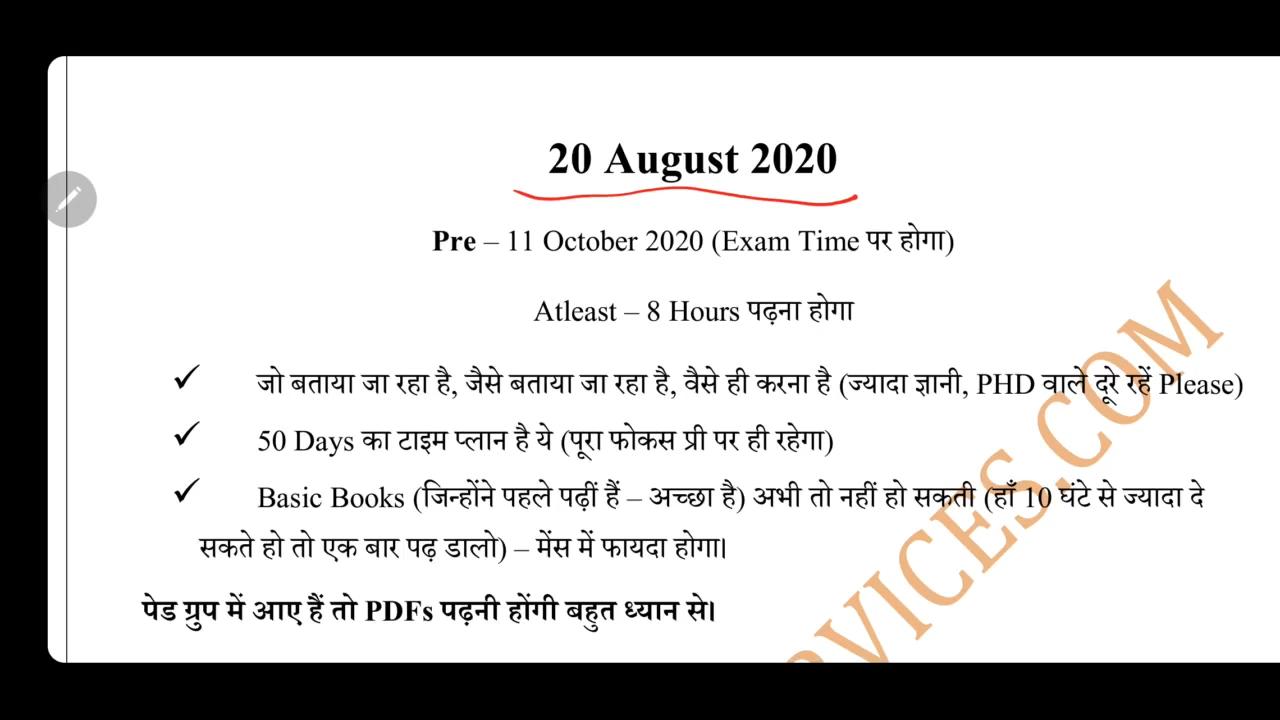 20 August 2020
Pre – 11 October 2020 (Exam Time पर होगा)
Atleast – 8 Hours पढ़ना होगा
✓ जो बताया जा रहा है, जैसे बताया जा रहा है, वैसे ही करना है (ज्यादा ज्ञानी, PHD वाले दूरे रहें Please)
✓ 50 Days का टाइम प्लान है ये (पूरा फोकस प्री पर ही रहेगा)
✓ Basic Books (जिन्होंने पहले पढ़ीं हैं – अच्छा है) अभी तो नहीं हो सकती (हाँ 10 घंटे से ज्यादा दे
सकते हो तो एक बार पढ़ डालो) – मेंस में फायदा होगा।
पेड ग्रुप में आए हैं तो PDFs पढ़नी होंगी बहुत ध्यान से।
RVICES.COM